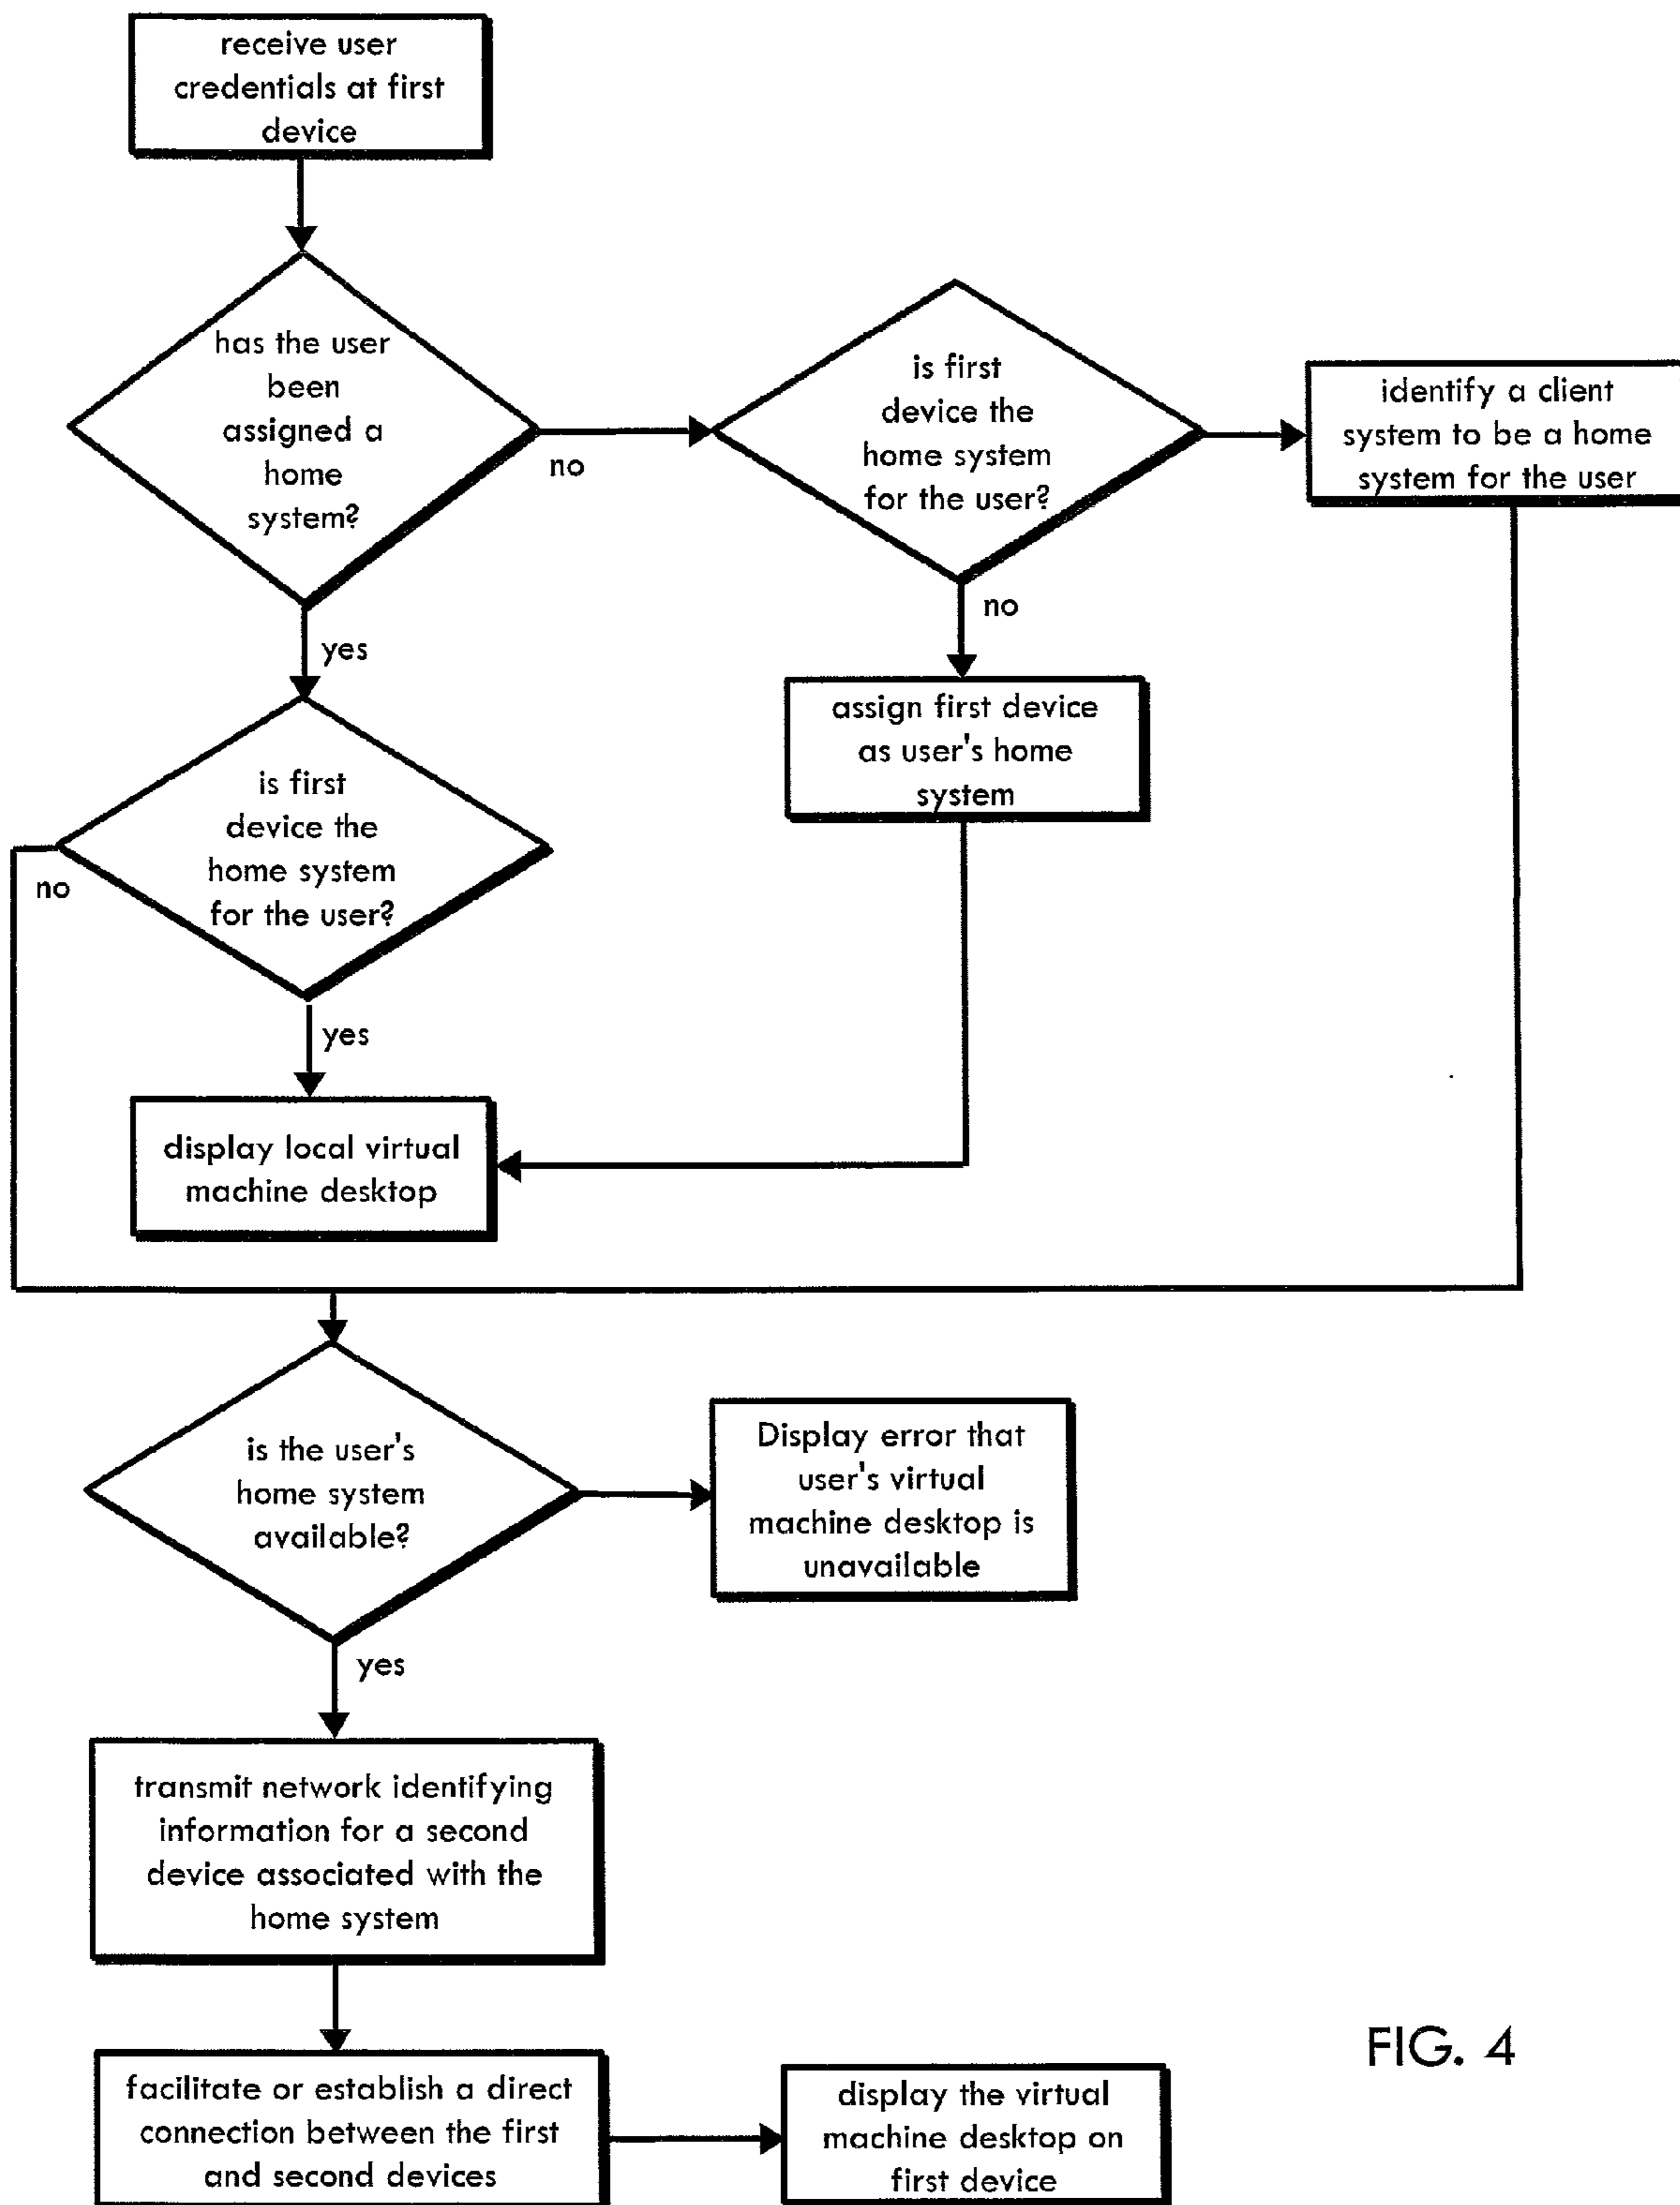 receive user
credentials at first
device
has the user
been
assigned a
home
system?
no
is first
device the
home system
for the user?
identify a client
system to be a home
system for the user
no
assign first device
as user's home
system
yes
is first
device the
home system
for the user?
no
yes
display local virtual
machine desktop
is the user's
home system
available?
Display error that
user's virtual
machine desktop is
unavailable
yes
transmit network identifying
information for a second
device associated with the
home system
facilitate or establish a direct
connection between the first
and second devices
display the virtual
machine desktop on
first device
FIG. 4